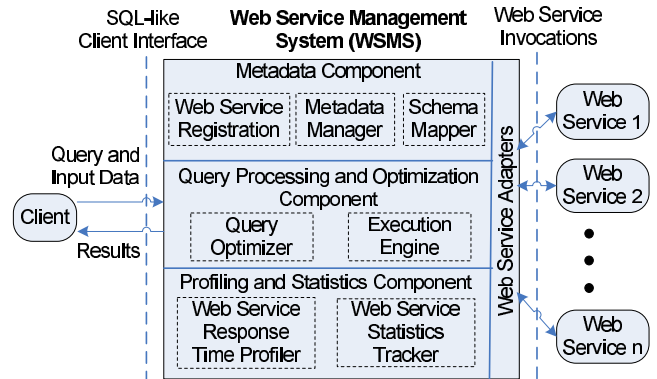 SQL-like
Client Interface
Web Service Management
System (WSMS)
Web Service
Invocations
Metadata Component
Web Service
Registration
Metadata
Manager
Schema
Mapper
Query and
Input Data
Client
Results
Query Processing and Optimization
Component
Query
Optimizer
Execution
Engine
Profiling and Statistics Component
Web Service
Response
Time Profiler
Web Service
Statistics
Tracker
Web Service Adapters
Web
Service 1
Web
Service 2
Web
Service n